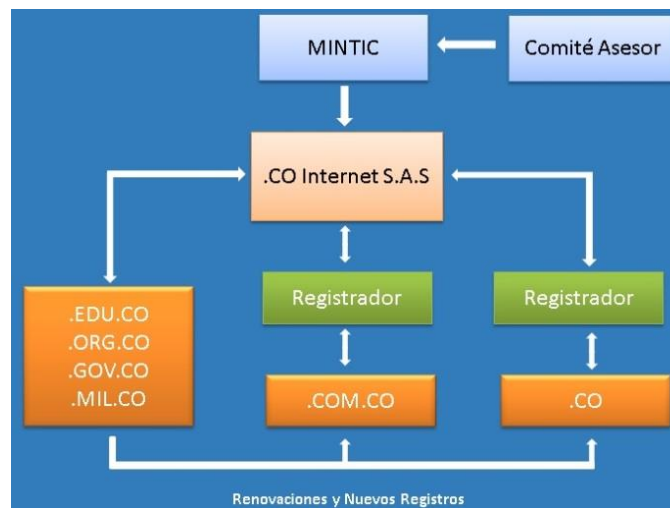 MINTIC
Comité Asesor
.CO Internet S.A.S
Registrador
Registrador
.EDU.CO
.ORG.CO
.GOV.CO
.MIL.CO
.COM.CO
.CO
Renovaciones y Nuevos Registros